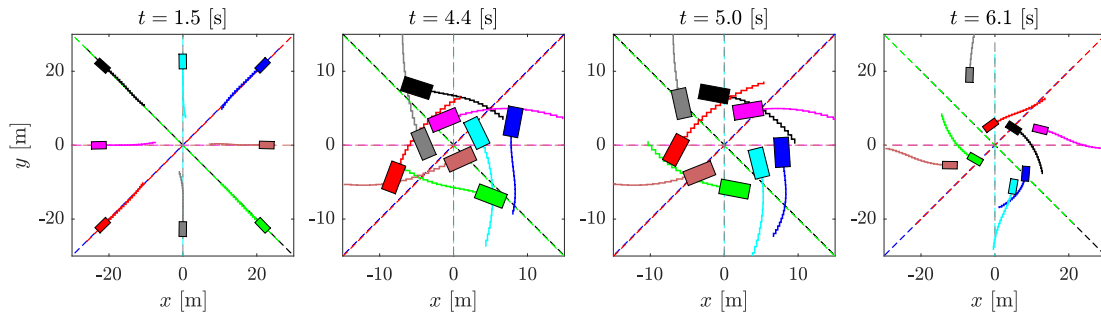 t = 1.5 [s]
t = 4.4 [s]
t = 5.0 [s]
t = 6.1 [s]
y [m]
20
0
-20
10
0
-10
10
0
-10
20
0
-20
-20 0 20
-10 0 10
-10 0 10
-20 0 20
x [m]
x [m]
x [m]
x [m]